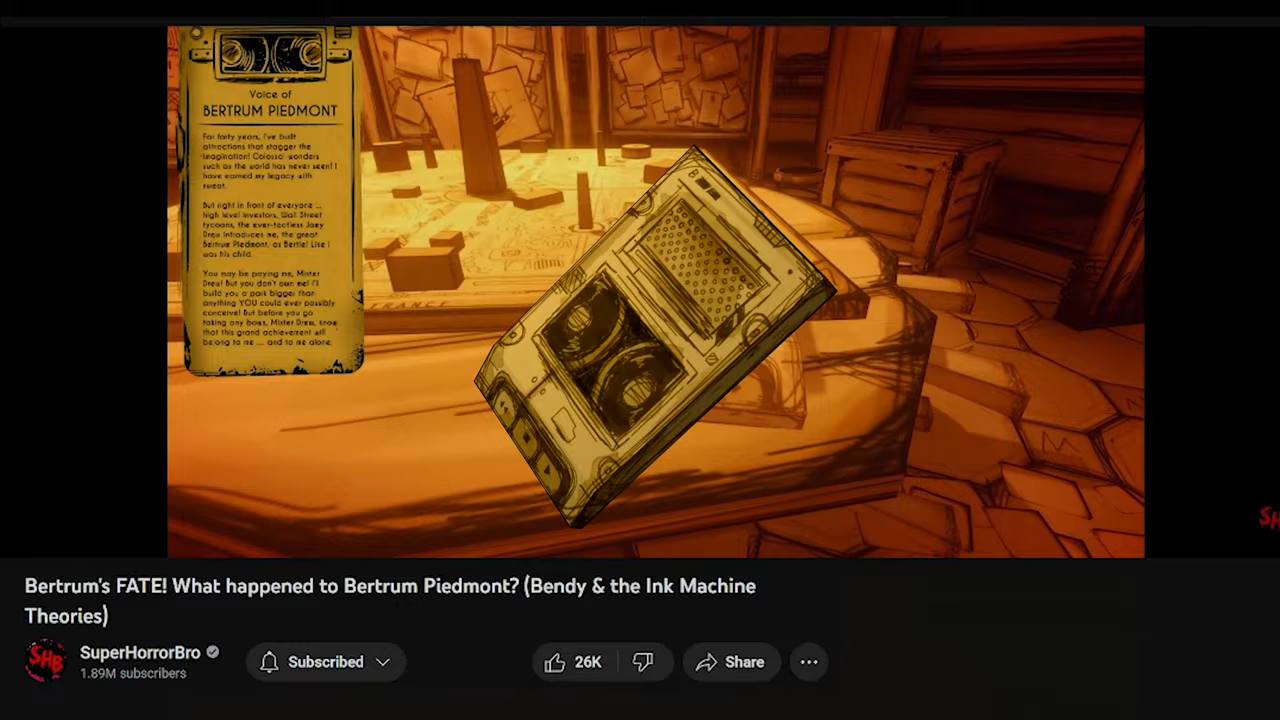 Voice of
BERTRUM PIEDMONT
For forty years, I've built
attractions that stagger the
imagination! Colossal wonders
such as the world has never seen! I
have earned my legacy with
sweat.
But right in front of everyone ...
high level investors, Wall Street
tycoons, the ever-tactless Joey
Drew introduces me, the great
Bertrum Piedmont, as Bertie! Like I
was his child.
You may be paying me, Mister
Drew! But you don't own me! I'll
build you a park bigger than
anything YOU could ever possibly
conceive! But before you go
taking any bows, Mister Drew, know
that this grand achievement will
belong to me .... and to me alone.
Bertrum's FATE! What happened to Bertrum Piedmont? (Bendy & the Ink Machine
Theories)
SHB
SuperHorrorBro
1.89M subscribers
Subscribed
26K
Share